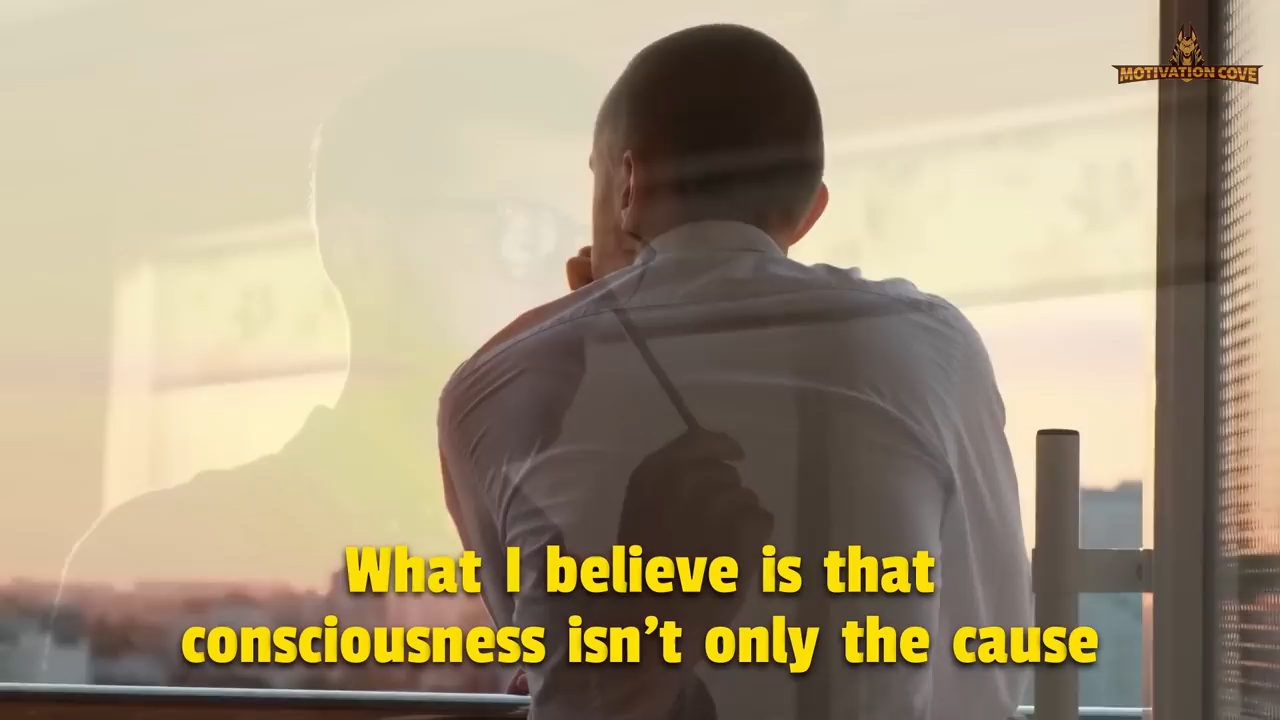 MOTIVATION COVE
What I believe is that
consciousness isn't only the cause